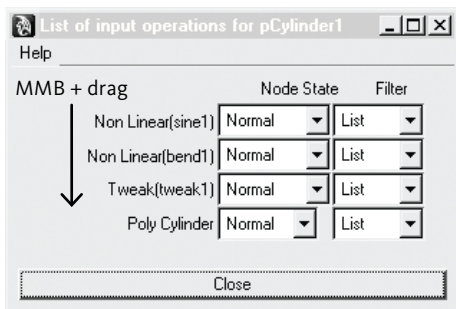 List of input operations for pCylinder1
Help
MMB + drag
Node State Filter
Non Linear(sine1) Normal List
Non Linear(bend1) Normal List
Tweak(tweak1) Normal List
Poly Cylinder Normal List
Close